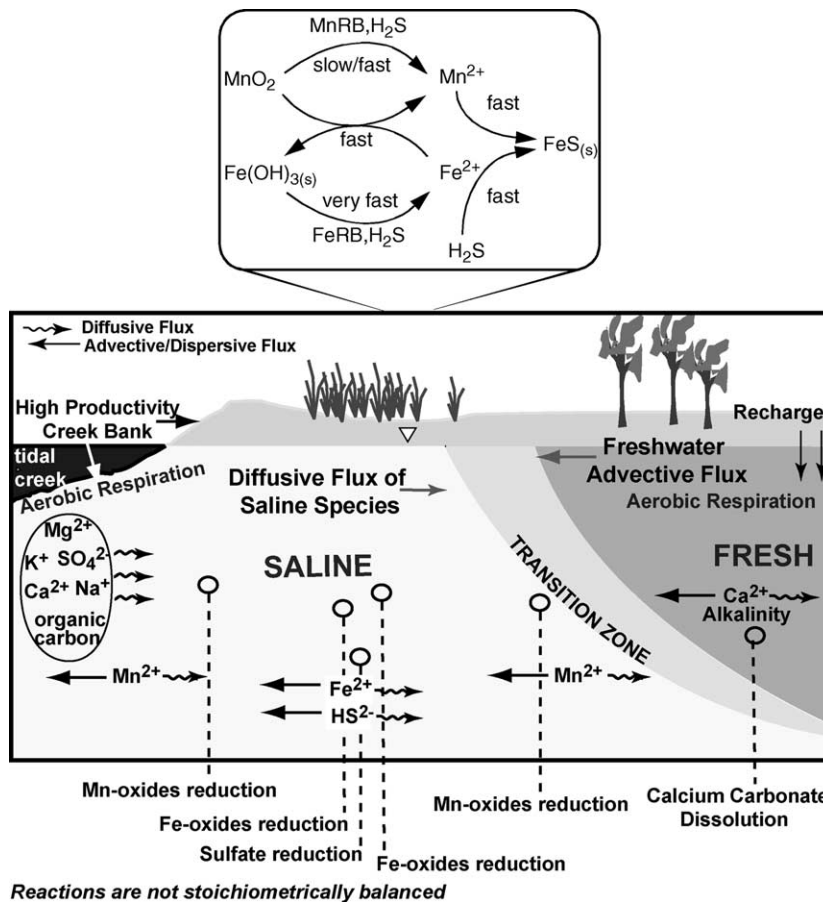 MnRB,H2S
slow/fast
MnO2
Mn2+
fast
fast
FeS(s)
Fe(OH)3(s)
Fe2+
very fast
fast
FeRB,H2S
H2S
Diffusive Flux
Advective/Dispersive Flux
High Productivity
Creek Bank
Recharge
tidal
creek
Aerobic Respiration
Diffusive Flux of
Saline Species
Freshwater
Advective Flux
Aerobic Respiration
Mg2+
K+ SO42-
Ca2+ Na+
organic
carbon
SALINE
TRANSITION ZONE
FRESH
Ca2+
Alkalinity
Mn2+
Fe2+
HS2-
Mn2+
Mn-oxides reduction
Fe-oxides reduction
Sulfate reduction
Fe-oxides reduction
Mn-oxides reduction
Calcium Carbonate
Dissolution
Reactions are not stoichiometrically balanced